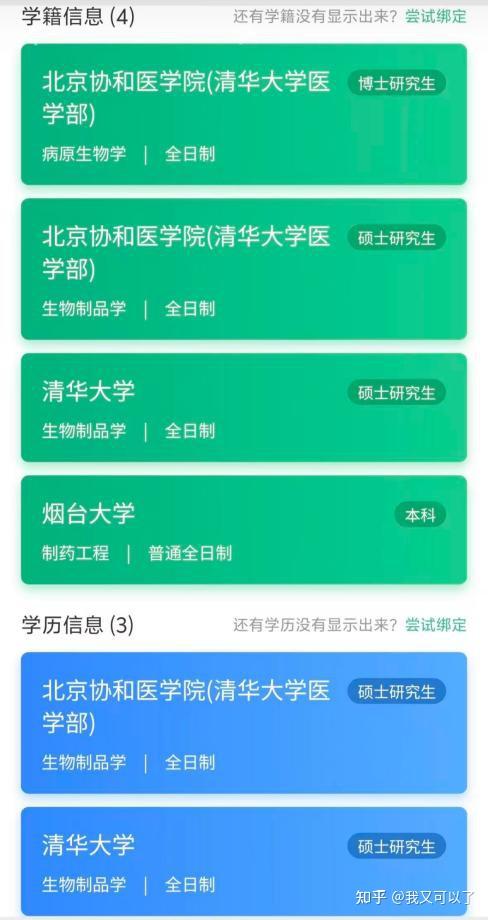 学籍信息 (4)
还有学籍没有显示出来？尝试绑定
北京协和医学院(清华大学医
学部)
博士研究生
病原生物学 | 全日制
北京协和医学院(清华大学医
学部)
硕士研究生
生物制品学 | 全日制
清华大学
硕士研究生
生物制品学 | 全日制
烟台大学
本科
制药工程 | 普通全日制
学历信息 (3)
还有学历没有显示出来？尝试绑定
北京协和医学院(清华大学医
学部)
硕士研究生
生物制品学 | 全日制
清华大学
硕士研究生
生物制品学 | 全日制
知乎 @我又可以了